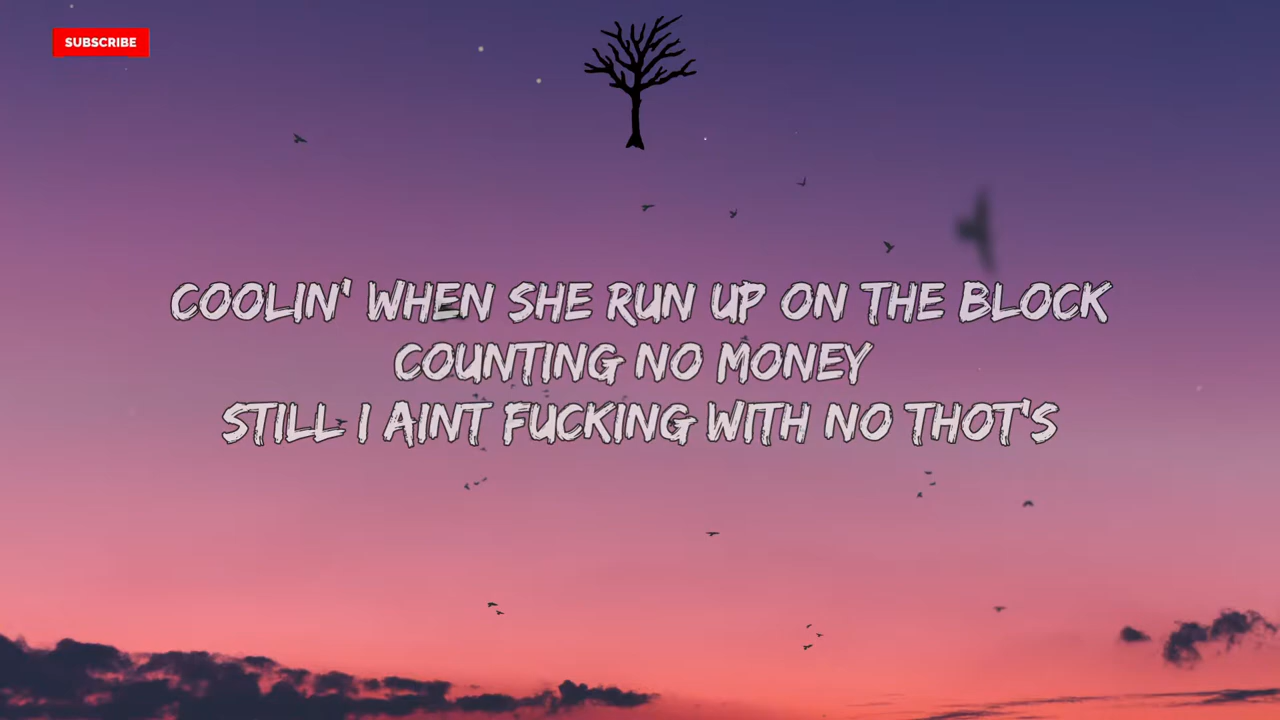 SUBSCRIBE
COOLIN' WHEN SHE RUN UP ON THE BLOCK
COUNTING NO MONEY
STILL I AINT FUCKING WITH NO THOT'S